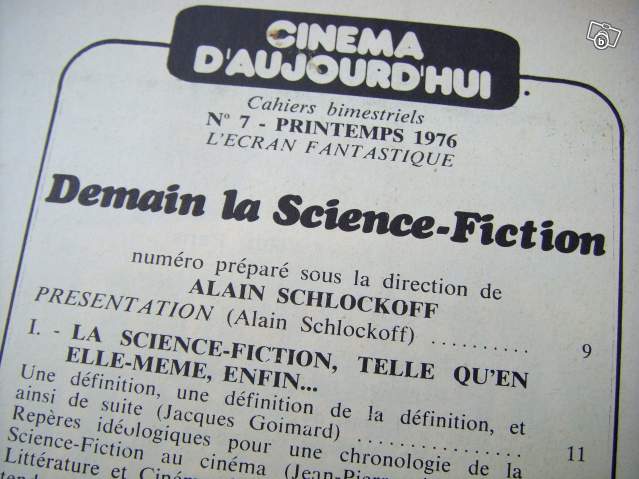 CINEMA
D'AUJOURD'HUI
Cahiers bimestriels
N° 7 - PRINTEMPS 1976
L'ECRAN FANTASTIQUE
Demain la Science-Fiction
numéro préparé sous la direction de
ALAIN SCHLOCKOFF
PRESENTATION (Alain Schlockoff) .......... 9
I. - LA SCIENCE-FICTION, TELLE QU'EN
ELLE-MEME, ENFIN...
Une définition, une définition de la définition, et
ainsi de suite (Jacques Goimard) ............... 11
Repères idéologiques pour une chronologie de la
Science-Fiction au cinéma (Jean-Pierre
Littérature et